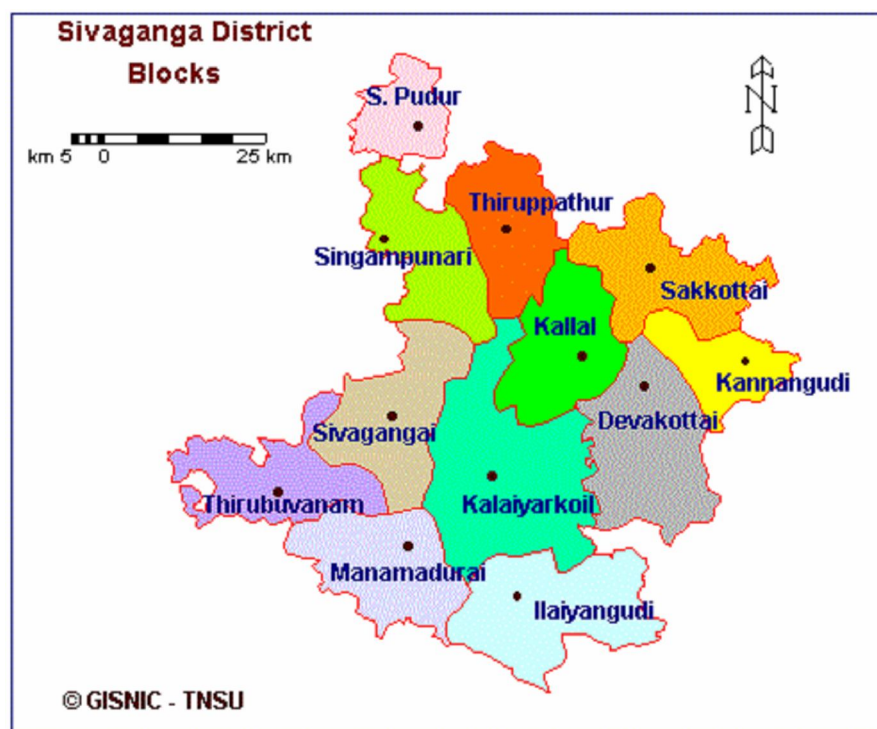 Sivaganga District
Blocks
S. Pudur
N
km 5 0 25 km
Thiruppathur
Singampunari
Sakkottai
Kallal
Kannangudi
Sivagangai
Devakottai
Thirubuvanam
Kalaiyarkoil
Manamadurai
Ilaiyangudi
© GISNIC - TNSU